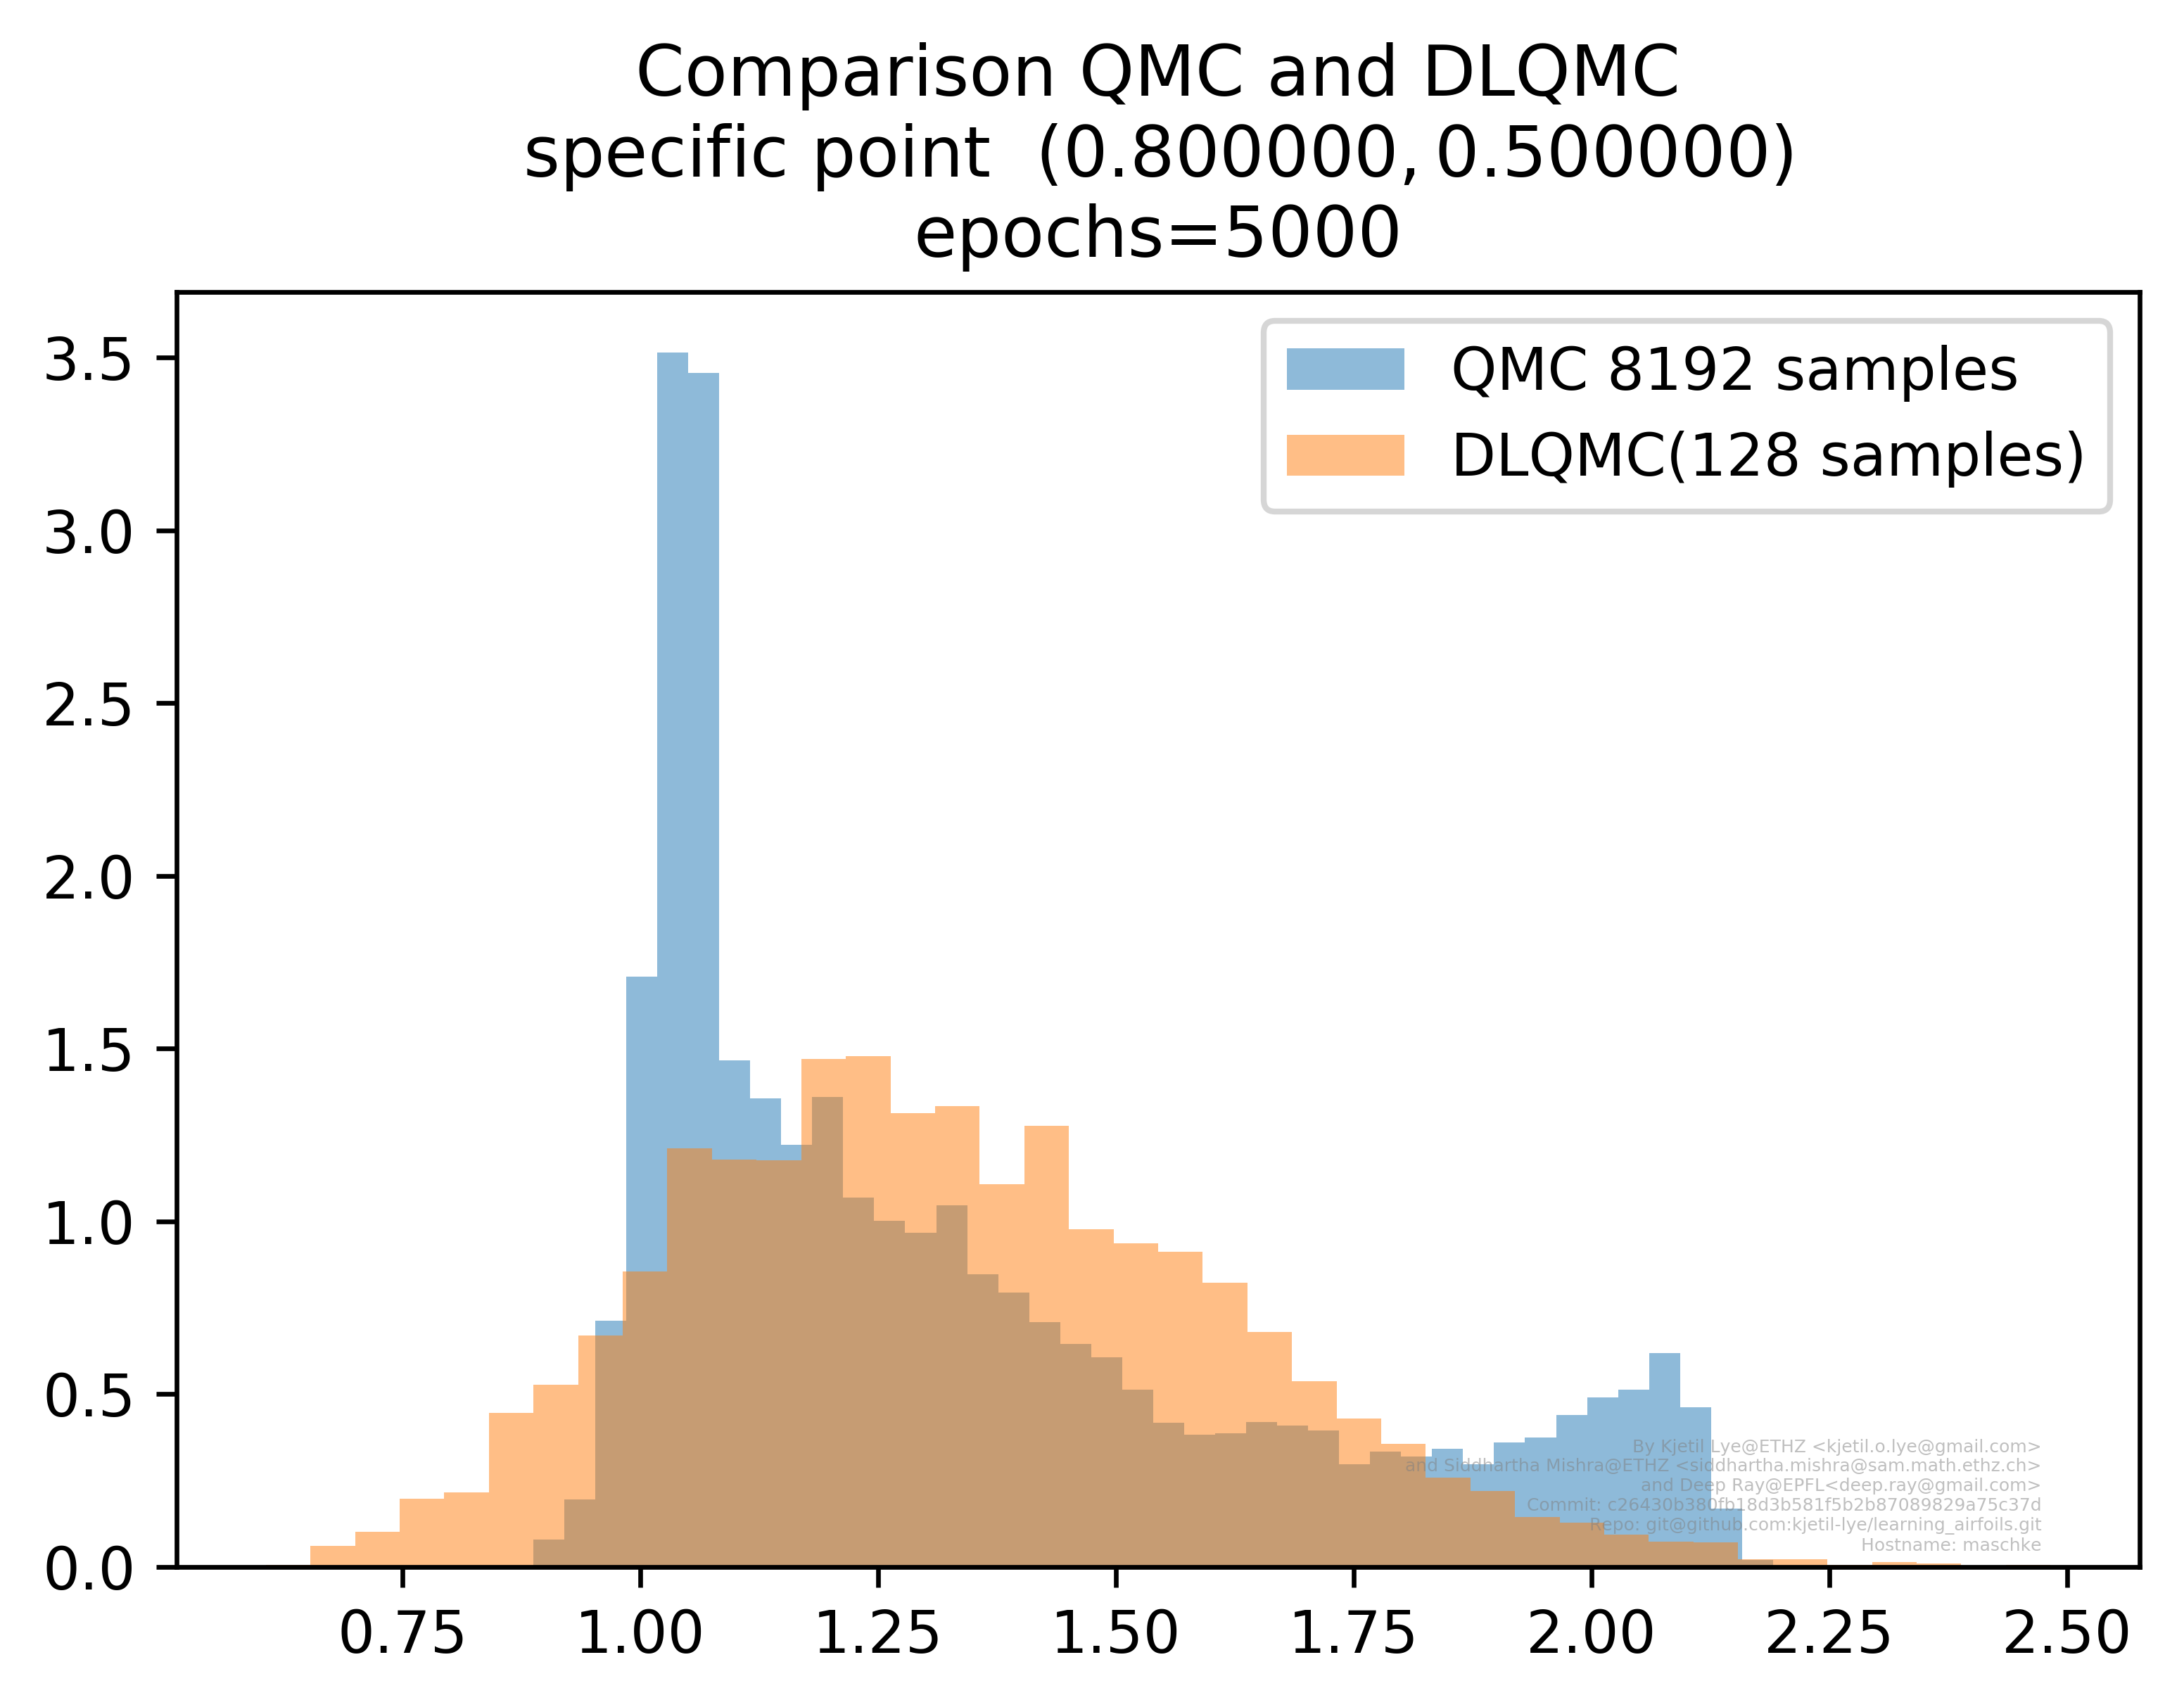 Comparison QMC and DLQMC
specific point (0.800000, 0.500000)
epochs=5000
QMC 8192 samples
DLQMC(128 samples)
3.5
3.0
2.5
2.0
1.5
1.0
0.5
0.0
0.75 1.00 1.25 1.50 1.75 2.00 2.25 2.50
By Kjetil Lye@ETHZ <kjetil.o.lye@gmail.com>
and Siddhartha Mishra@ETHZ <siddhartha.mishra@sam.math.ethz.ch>
and Deep Ray@EPFL<deep.ray@gmail.com>
Commit: c26430b380fb18d3b581f5b2b87089829a75c37d
Repo: git@github.com:kjetil-lye/learning_airfoils.git
Hostname: maschke